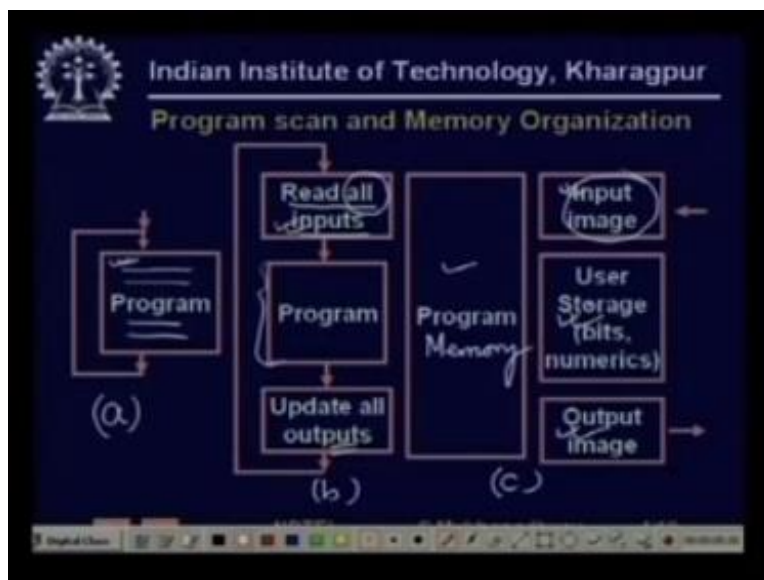 Indian Institute of Technology, Kharagpur
Program scan and Memory Organization
Program
(a)
Read all
inputs
Program
Update all
outputs
(b)
Program
Memory
(c)
Input
image
User
Storage
(bits,
numerics)
Output
image